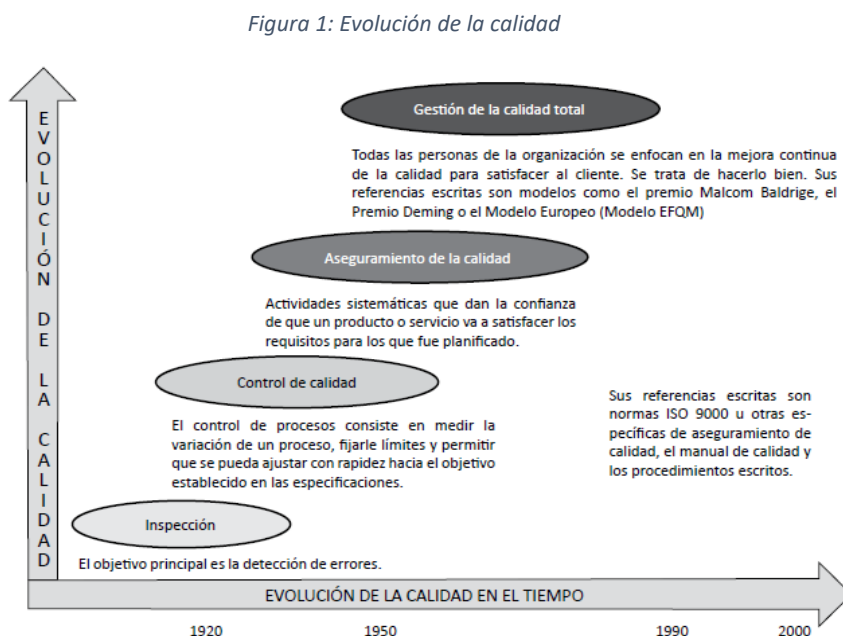 Figura 1: Evolución de la calidad
EVOLUCIÓN DE LA CALIDAD
Gestión de la calidad total
Todas las personas de la organización se enfocan en la mejora continua
de la calidad para satisfacer al cliente. Se trata de hacerlo bien. Sus
referencias escritas son modelos como el premio Malcom Baldrige, el
Premio Deming o el Modelo Europeo (Modelo EFQM)
Aseguramiento de la calidad
Actividades sistemáticas que dan la confianza
de que un producto o servicio va a satisfacer los
requisitos para los que fue planificado.
Control de calidad
El control de procesos consiste en medir la
variación de un proceso, fijarle límites y permitir
que se pueda ajustar con rapidez hacia el objetivo
establecido en las especificaciones.
Sus referencias escritas son
normas ISO 9000 u otras es-
pecíficas de aseguramiento de
calidad, el manual de calidad y
los procedimientos escritos.
Inspección
El objetivo principal es la detección de errores.
EVOLUCIÓN DE LA CALIDAD EN EL TIEMPO
1920 1950 1990 2000